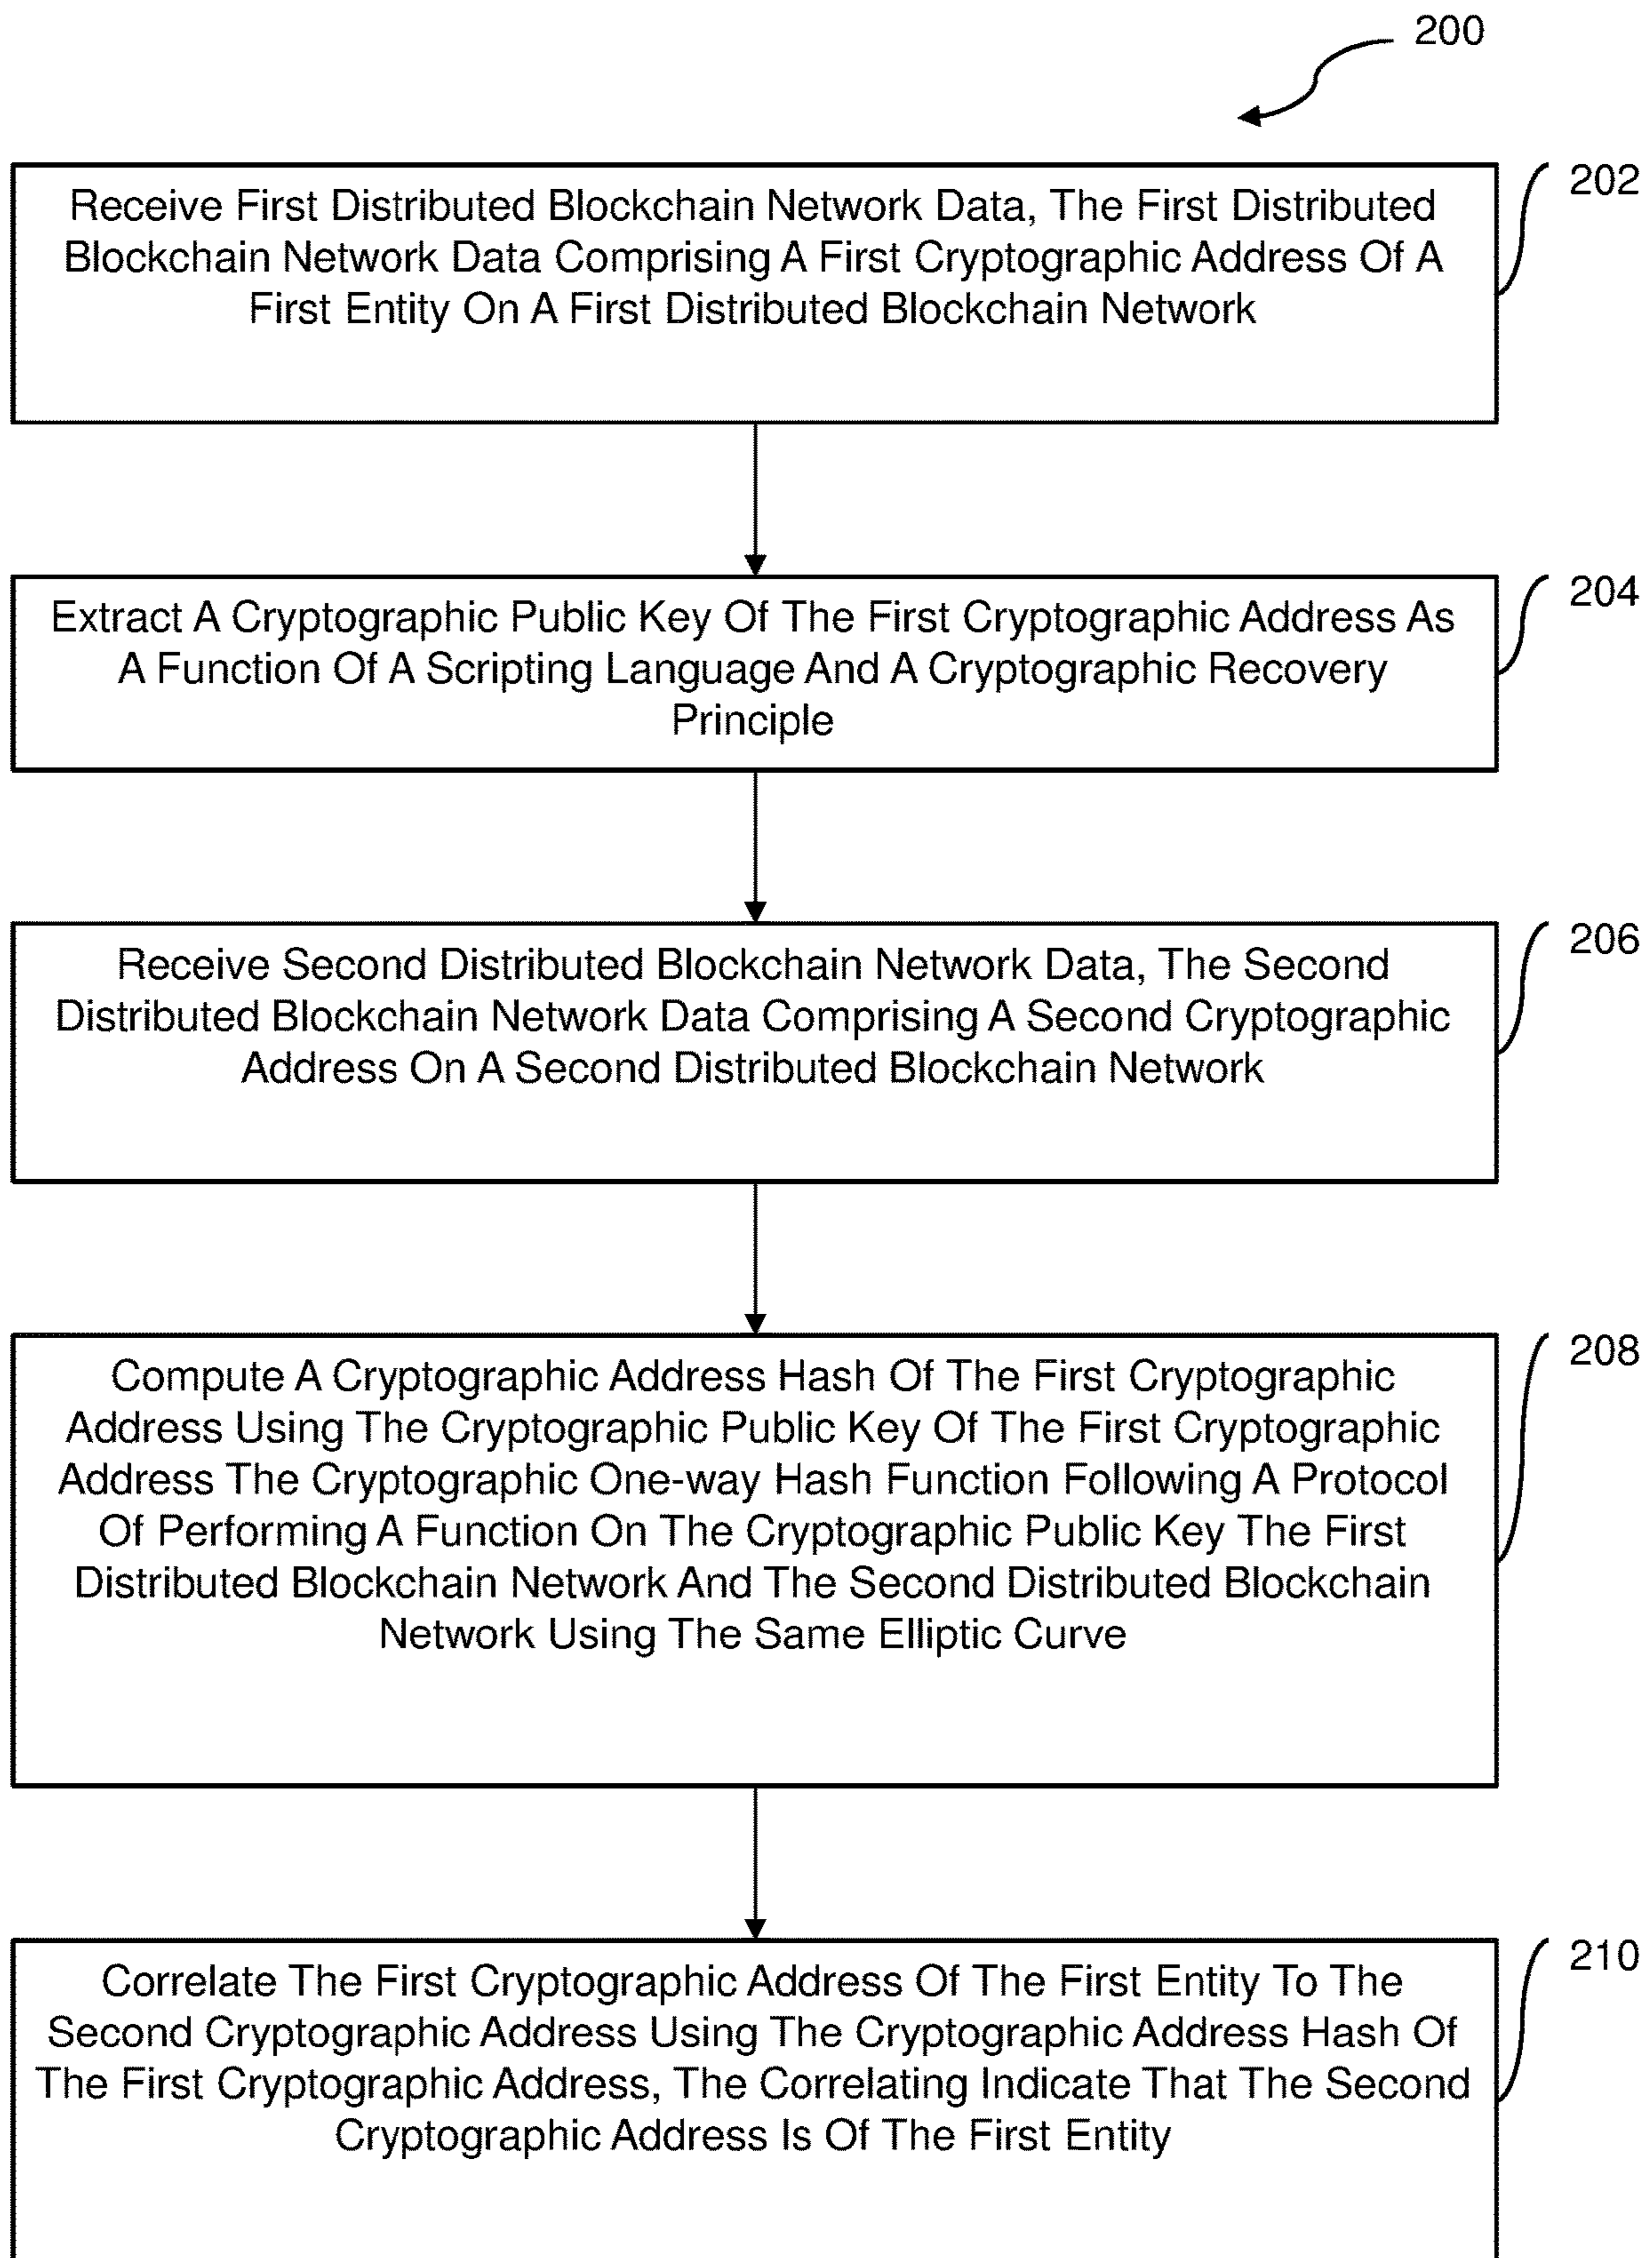 200
202
Receive First Distributed Blockchain Network Data, The First Distributed
Blockchain Network Data Comprising A First Cryptographic Address Of A
First Entity On A First Distributed Blockchain Network
204
Extract A Cryptographic Public Key Of The First Cryptographic Address As
A Function Of A Scripting Language And A Cryptographic Recovery
Principle
206
Receive Second Distributed Blockchain Network Data, The Second
Distributed Blockchain Network Data Comprising A Second Cryptographic
Address On A Second Distributed Blockchain Network
208
Compute A Cryptographic Address Hash Of The First Cryptographic
Address Using The Cryptographic Public Key Of The First Cryptographic
Address The Cryptographic One-way Hash Function Following A Protocol
Of Performing A Function On The Cryptographic Public Key The First
Distributed Blockchain Network And The Second Distributed Blockchain
Network Using The Same Elliptic Curve
210
Correlate The First Cryptographic Address Of The First Entity To The
Second Cryptographic Address Using The Cryptographic Address Hash Of
The First Cryptographic Address, The Correlating Indicate That The Second
Cryptographic Address Is Of The First Entity